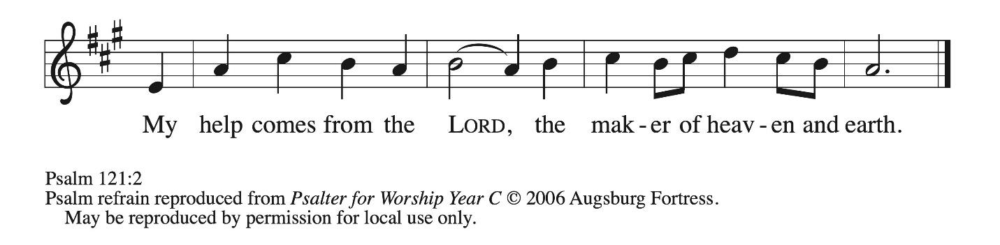 My help comes from the LORD, the mak - er of heav - en and earth.
Psalm 121:2
Psalm refrain reproduced from Psalter for Worship Year C © 2006 Augsburg Fortress.
May be reproduced by permission for local use only.